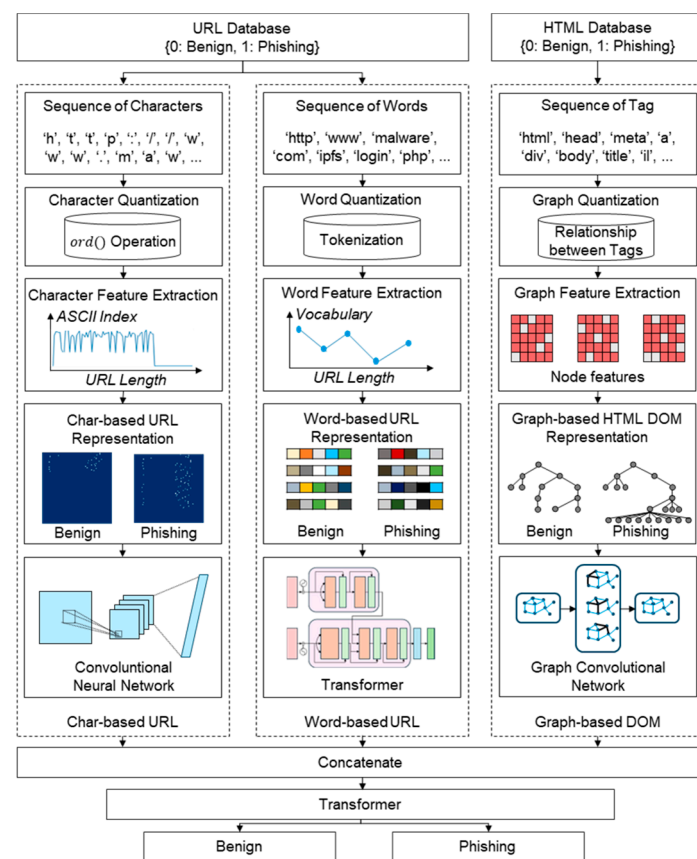 URL Database
{0: Benign, 1: Phishing}
HTML Database
{0: Benign, 1: Phishing}
Sequence of Characters
‘h’, ‘t’, ‘t’, ‘p’, ‘:’, ‘/’, ‘/’, ‘w’,
‘w’, ‘w’, ‘.’, ‘m’, ‘a’, ‘w’, ...
Character Quantization
ord() Operation
Character Feature Extraction
ASCII Index
URL Length
Char-based URL
Representation
Benign
Phishing
Convoluntional
Neural Network
Char-based URL
Sequence of Words
‘http’, ‘www’, ‘malware’,
‘com’, ‘ipfs’, ‘login’, ‘php’, ...
Word Quantization
Tokenization
Word Feature Extraction
Vocabulary
URL Length
Word-based URL
Representation
Benign
Phishing
Transformer
Word-based URL
Sequence of Tag
‘html’, ‘head’, ‘meta’, ‘a’,
‘div’, ‘body’, ‘title’, ‘il’, ...
Graph Quantization
Relationship
between Tags
Graph Feature Extraction
Node features
Graph-based HTML DOM
Representation
Benign
Phishing
Graph Convolutional
Network
Graph-based DOM
Concatenate
Transformer
Benign
Phishing